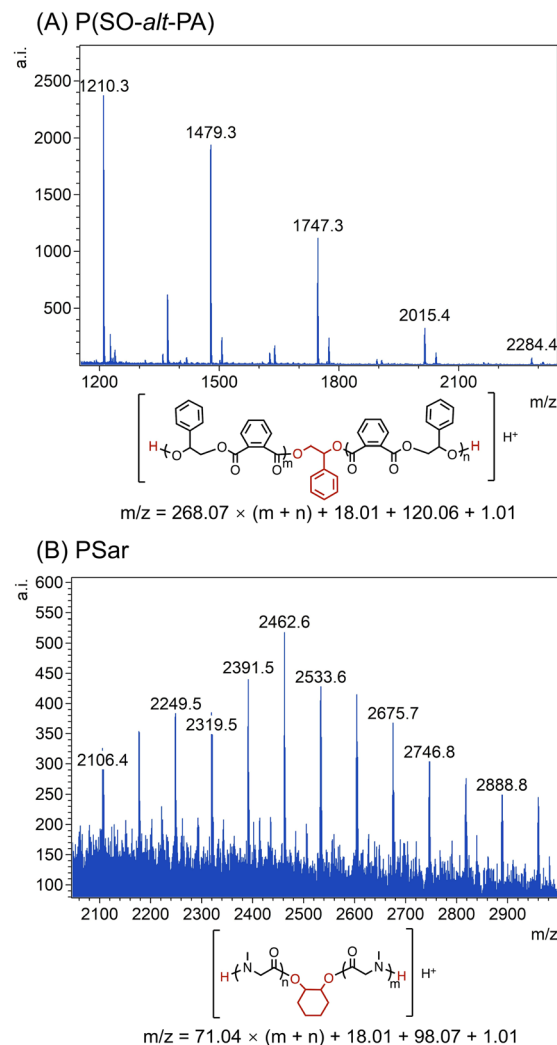 (A) P(SO-alt-PA)
a.i.
2500
2000
1500
1000
500
1210.3
1479.3
1747.3
2015.4
2284.4
1200 1500 1800 2100
m/z
H O O O O m O O O O n O H H⁺
m/z = 268.07 × (m + n) + 18.01 + 120.06 + 1.01
(B) PSar
a.i.
600
550
500
450
400
350
300
250
200
150
100
2106.4
2249.5
2319.5
2391.5
2462.6
2533.6
2675.7
2746.8
2888.8
2100 2200 2300 2400 2500 2600 2700 2800 2900
m/z
H N O n O O O N m H H⁺
m/z = 71.04 × (m + n) + 18.01 + 98.07 + 1.01